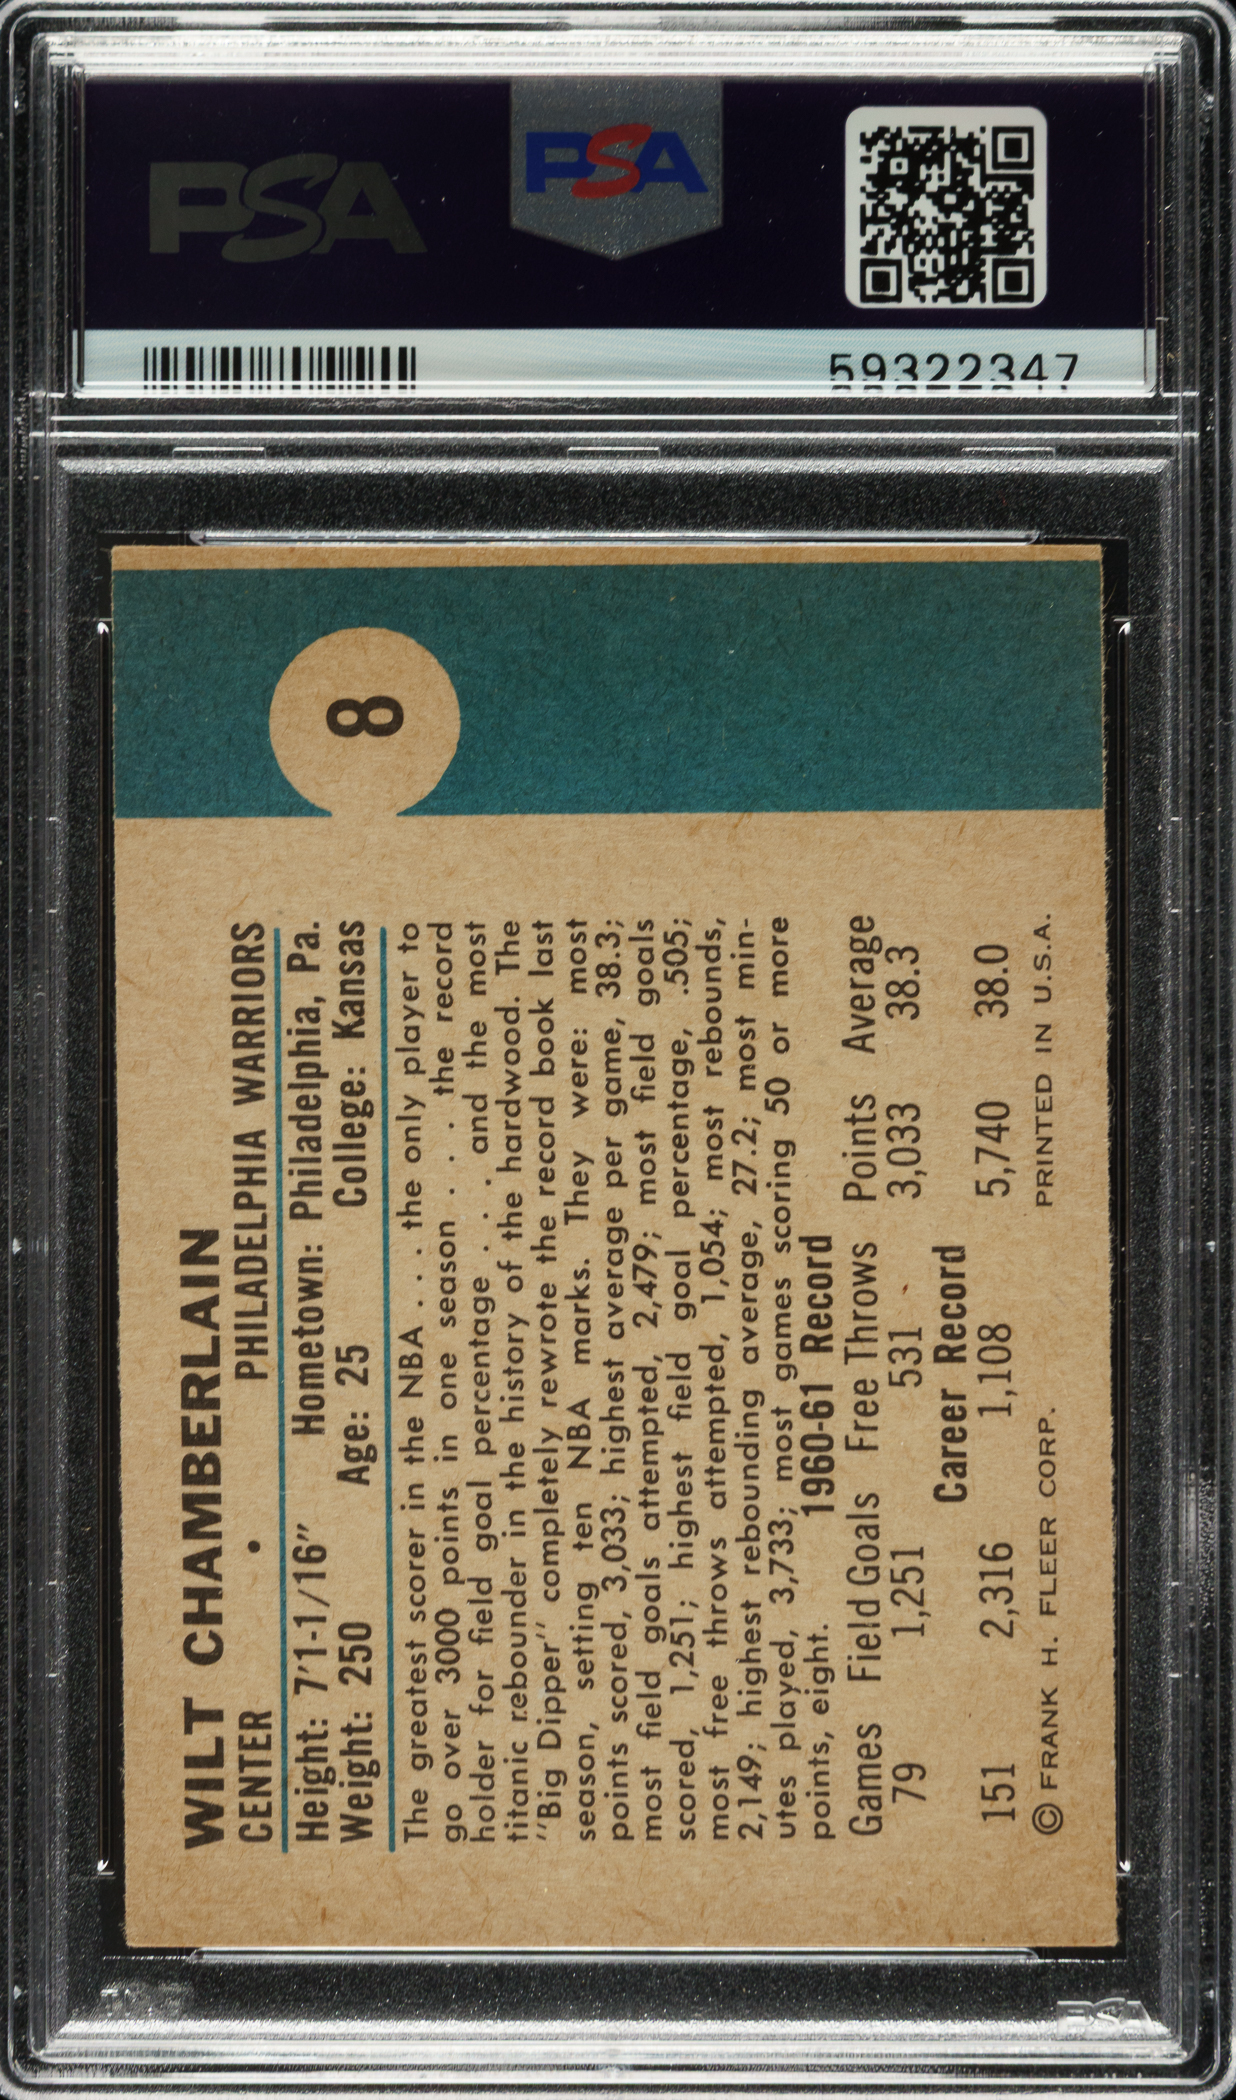 PSA
PSA
59322347
8
WILT CHAMBERLAIN
CENTER • PHILADELPHIA WARRIORS
Height: 7'1-1/16" Hometown: Philadelphia, Pa.
Weight: 250 Age: 25 College: Kansas
The greatest scorer in the NBA . . . the only player to
go over 3000 points in one season . . . the record
holder for field goal percentage . . . and the most
titanic rebounder in the history of the hardwood. The
"Big Dipper" completely rewrote the record book last
season, setting ten NBA marks. They were: most
points scored, 3,033; highest average per game, 38.3;
most field goals attempted, 2,479; most field goals
scored, 1,251; highest field goal percentage, .505;
most free throws attempted, 1,054; most rebounds,
2,149; highest rebounding average, 27.2; most min-
utes played, 3,733; most games scoring 50 or more
points, eight.
1960-61 Record
Games Field Goals Free Throws Points Average
79 1,251 531 3,033 38.3
Career Record
151 2,316 1,108 5,740 38.0
© FRANK H. FLEER CORP. PRINTED IN U.S.A.
PSA